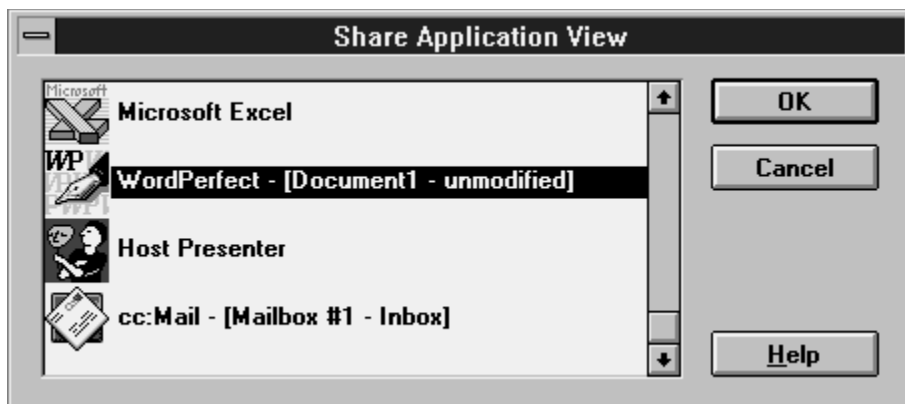 Share Application View
Microsoft
Microsoft Excel
OK
WP
WordPerfect - [Document1 - unmodified]
Cancel
Host Presenter
cc:Mail - [Mailbox #1 - Inbox]
Help